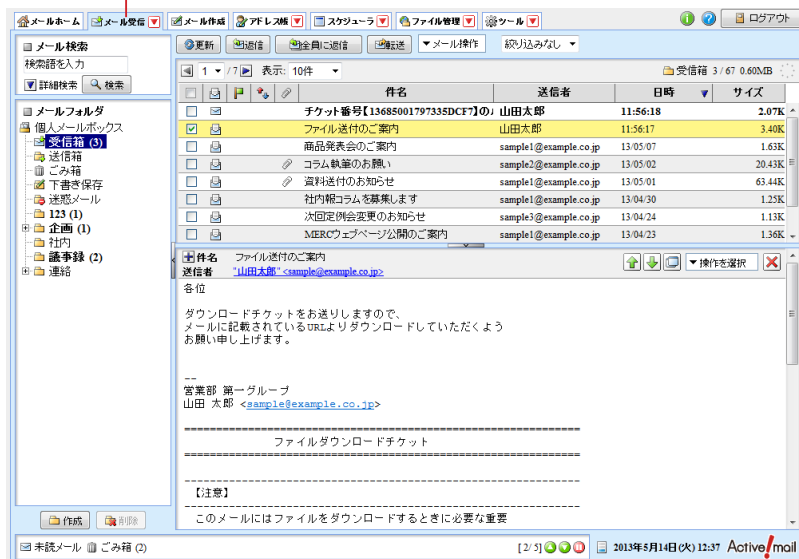 メールホーム メール受信 メール作成 アドレス帳 スケジューラ ファイル管理 ツール ログアウト
メール検索
検索語を入力
詳細検索 検索
メールフォルダ
個人メールボックス
受信箱 (3)
送信箱
ごみ箱
下書き保存
迷惑メール
123 (1)
企画 (1)
社内
議事録 (2)
連絡
作成 削除
更新 返信 全員に返信 転送 ▼メール操作 絞り込みなし
1 /7 表示: 10件 受信箱 3 / 67 0.60MB
件名 送信者 日時 サイズ
チケット番号【13685001797335DCF7】の 山田太郎 11:56:18 2.07K
ファイル送付のご案内 山田太郎 11:56:17 3.40K
商品発表会のご案内 sample1@example.co.jp 13/05/07 1.63K
コラム執筆のお願い sample2@example.co.jp 13/05/02 20.43K
資料送付のお知らせ sample1@example.co.jp 13/05/01 63.44K
社内報コラムを募集します sample1@example.co.jp 13/04/30 1.25K
次回定例会変更のお知らせ sample3@example.co.jp 13/04/24 1.13K
MERCウェブページ公開のご案内 sample1@example.co.jp 13/04/23 1.36K
件名 ファイル送付のご案内
送信者 "山田太郎" <sample@example.co.jp>
▼操作を選択
各位
ダウンロードチケットをお送りしますので、
メールに記載されているURLよりダウンロードしていただくよう
お願い申し上げます。
--
営業部 第一グループ
山田 太郎 <sample@example.co.jp>
ファイルダウンロードチケット
【注意】
このメールにはファイルをダウンロードするときに必要な重要
未読メール ごみ箱 (2) [ 2/ 5] 2013年5月14日(火) 12:37 Active! mail